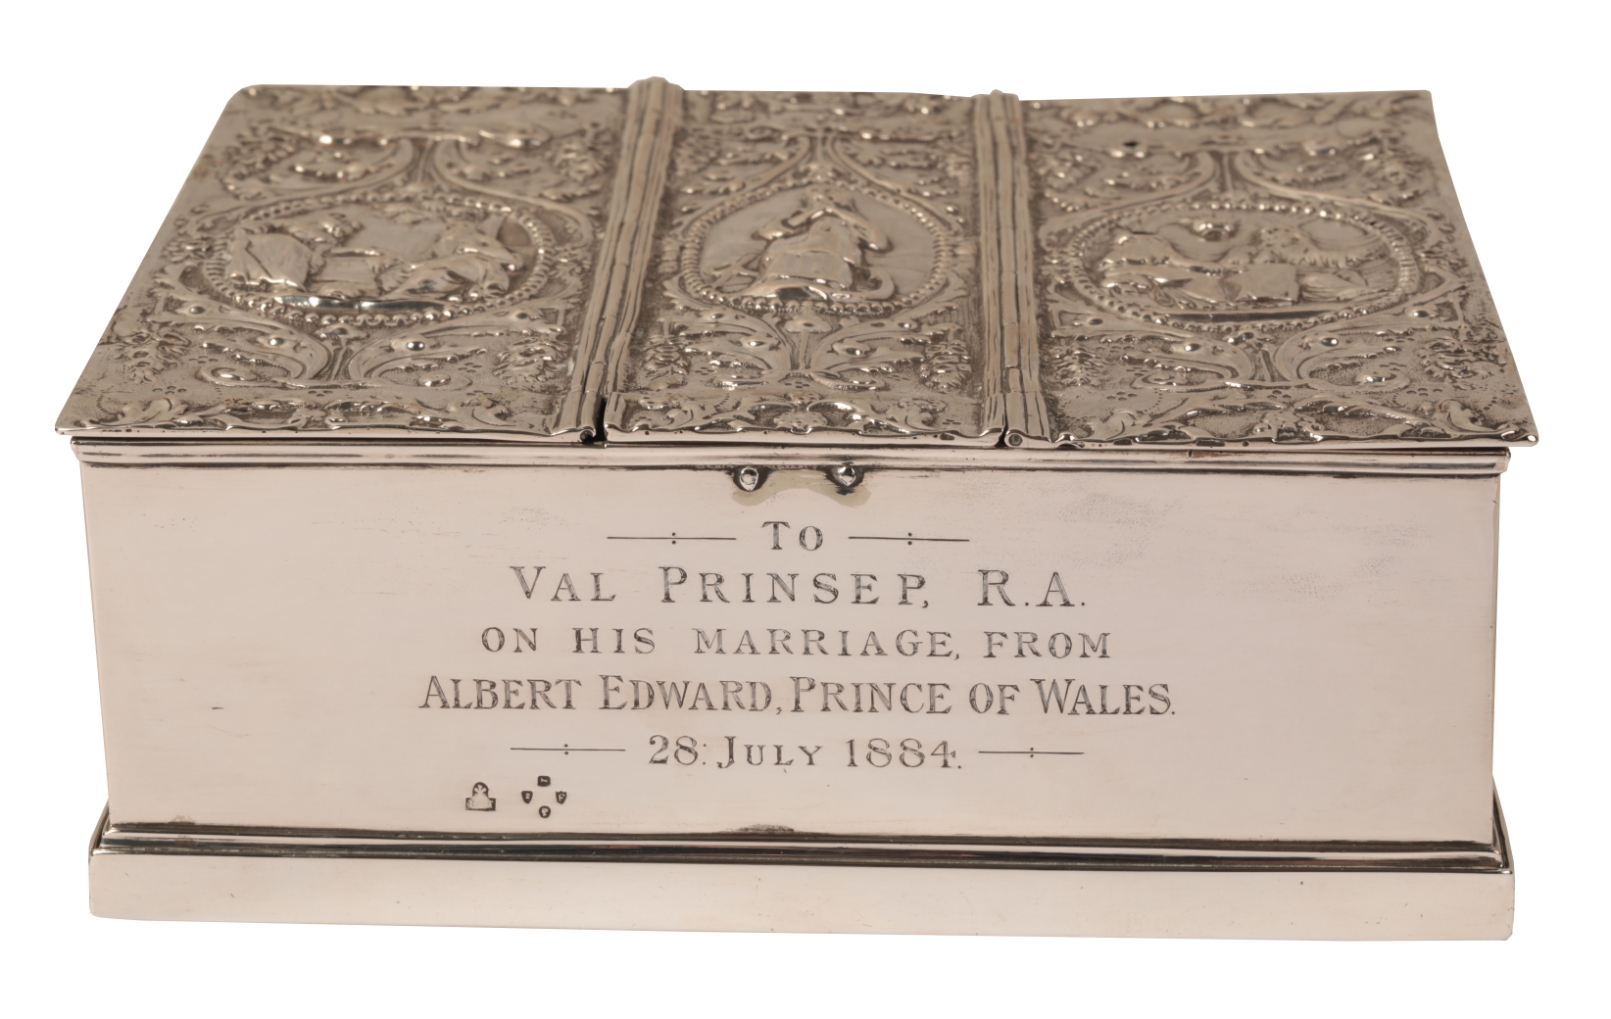 TO
VAL PRINSEP, R.A.
ON HIS MARRIAGE, FROM
ALBERT EDWARD, PRINCE OF WALES.
28: JULY 1884.